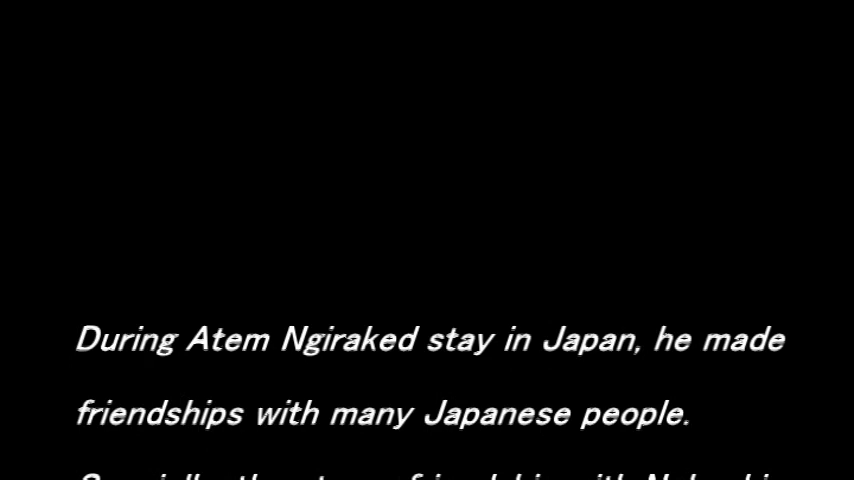 During Atem Ngiraked stay in Japan, he made
friendships with many Japanese people.